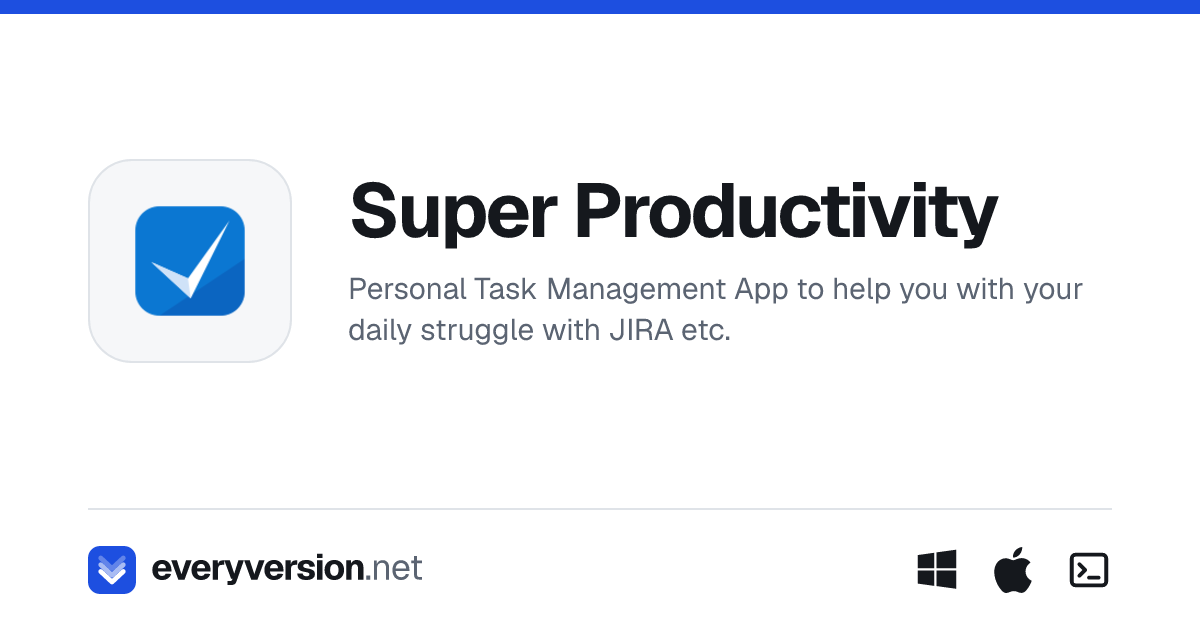 Super Productivity
Personal Task Management App to help you with your
daily struggle with JIRA etc.
everyversion.net